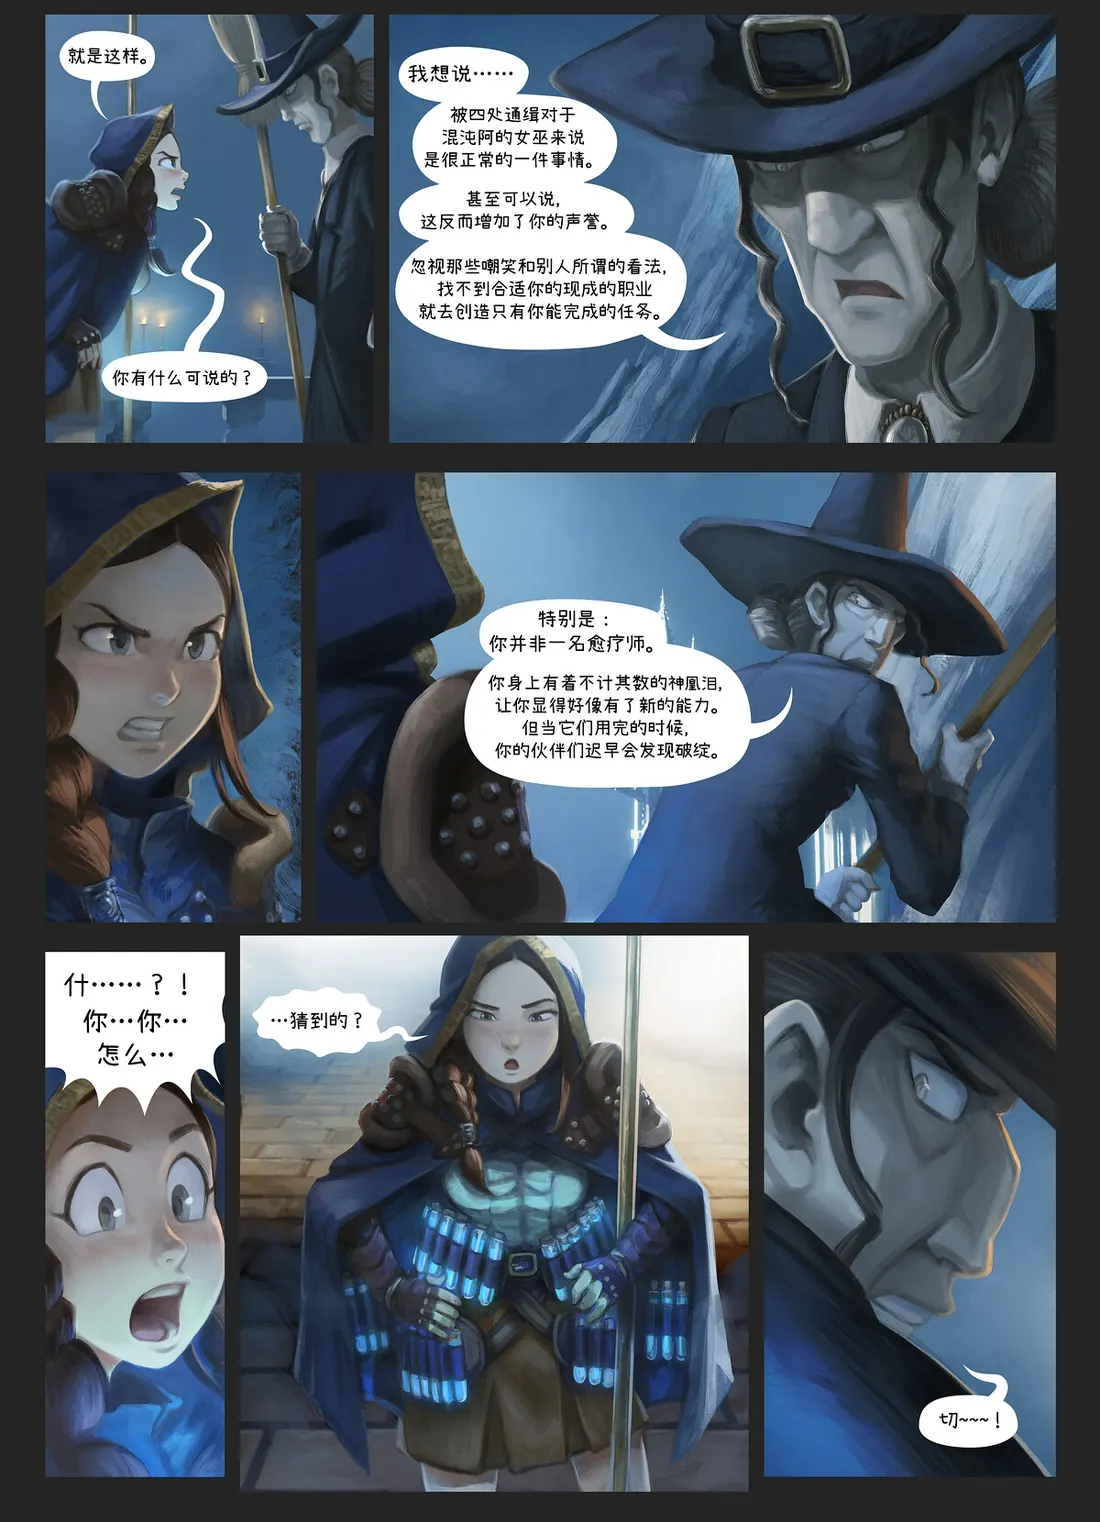 就是这样。
你有什么可说的？
我想说……
被四处通缉对于
混沌阿的女巫来说
是很正常的一件事情。
甚至可以说，
这反而增加了你的声誉。
忽视那些嘲笑和别人所谓的看法，
找不到合适你的现成的职业
就去创造只有你能完成的任务。
特别是：
你并非一名愈疗师。
你身上有着不计其数的神凰泪，
让你显得好像有了新的能力。
但当它们用完的时候，
你的伙伴们迟早会发现破绽。
什……？！
你…你…
怎么…
…猜到的？
切~~~！